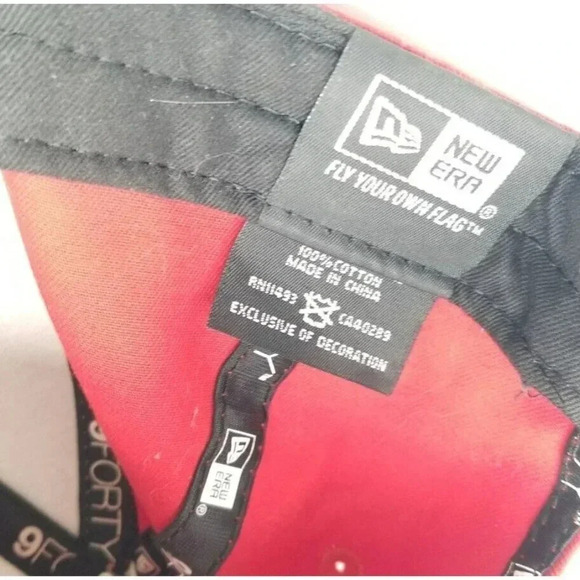 NEW
ERA
®
FLY YOUR OWN FLAG™
100% COTTON
MADE IN CHINA
RN11493 CA40289
EXCLUSIVE OF DECORATION
NEW
ERA
®
9FORTY